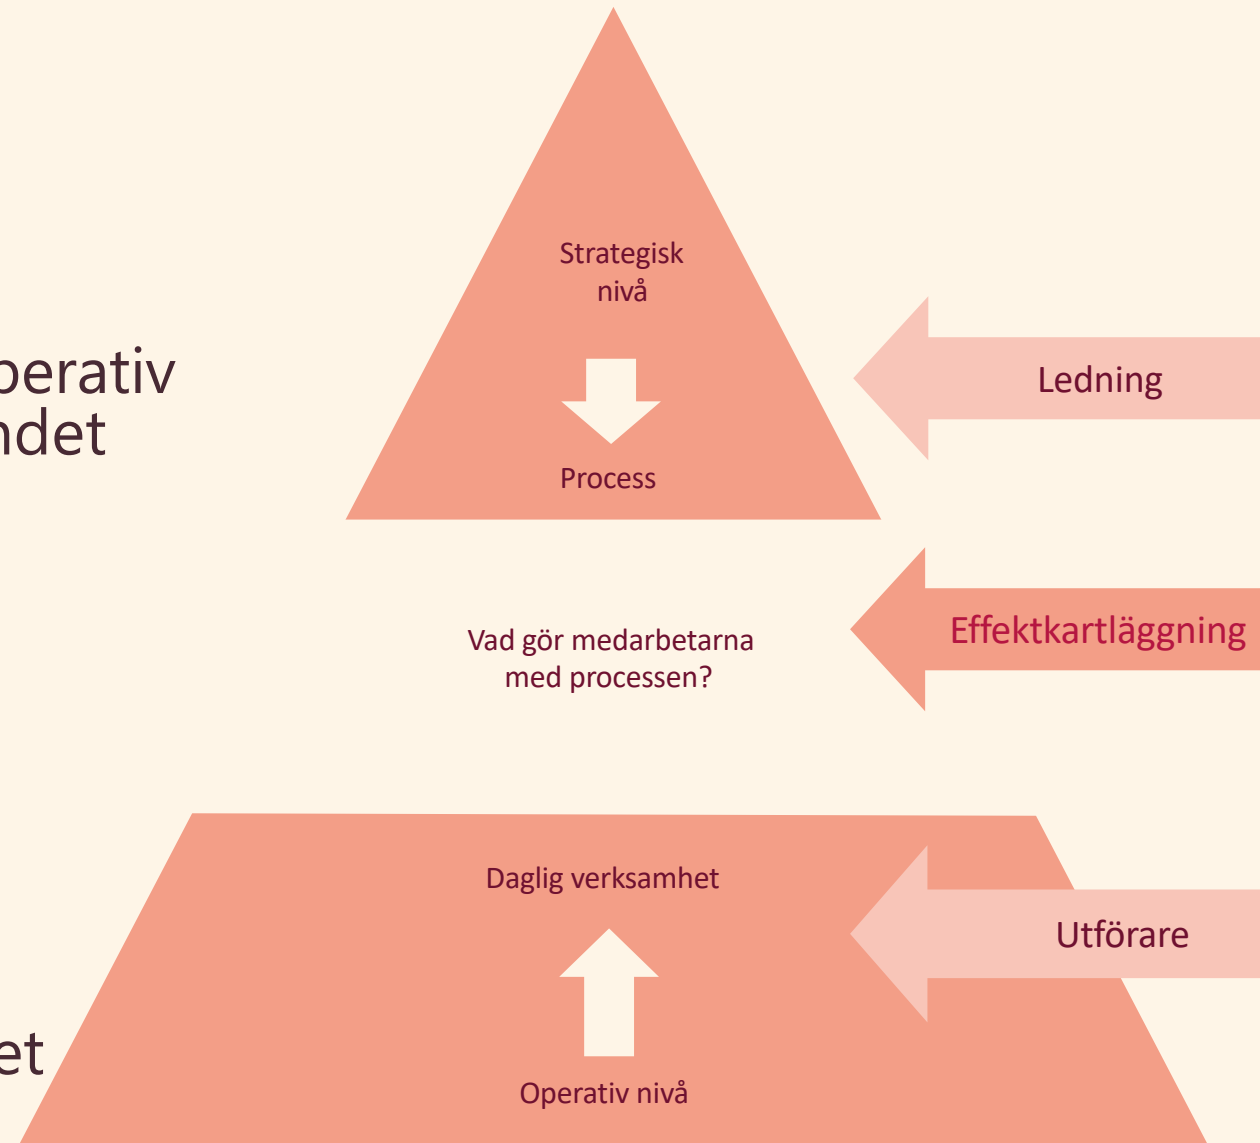 Strategisk
nivå
perativ
ndet
Ledning
Process
Effektkartläggning
Vad gör medarbetarna
med processen?
Daglig verksamhet
Utförare
et
Operativ nivå